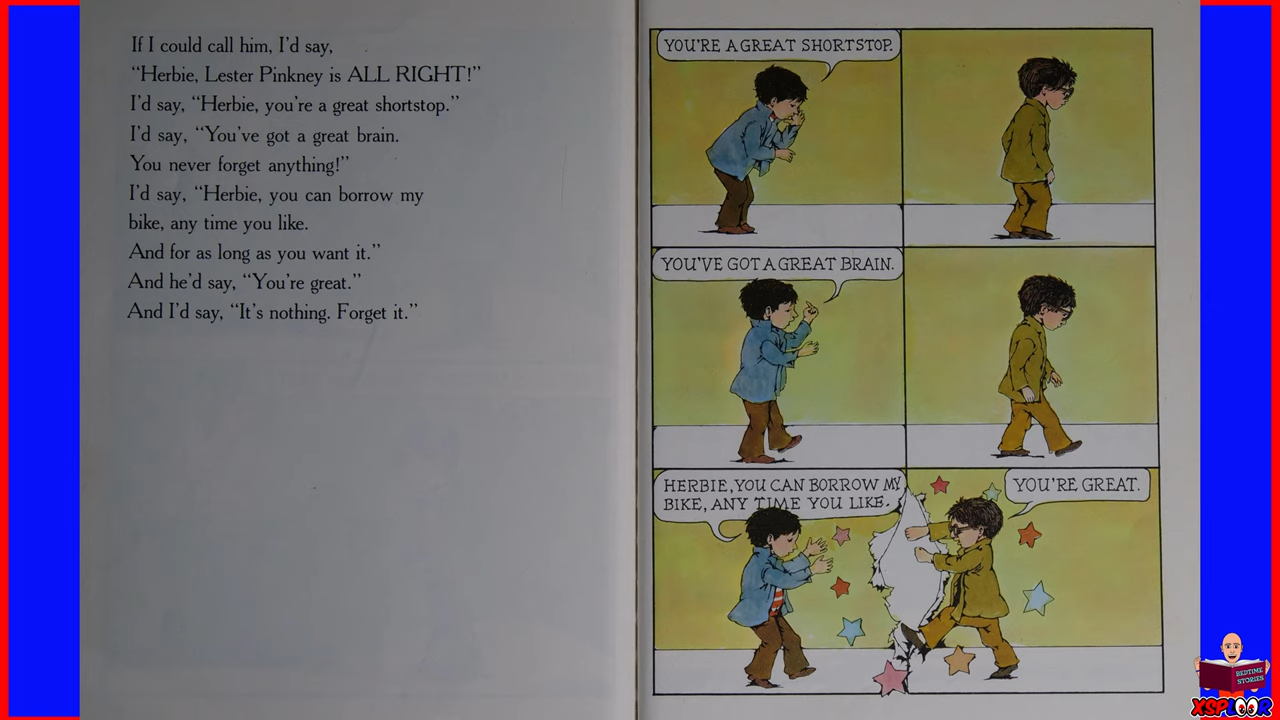 If I could call him, I'd say,
“Herbie, Lester Pinkney is ALL RIGHT!”
I'd say, “Herbie, you're a great shortstop.”
I'd say, “You've got a great brain.
You never forget anything!”
I'd say, “Herbie, you can borrow my
bike, any time you like.
And for as long as you want it.”
And he'd say, “You're great.”
And I'd say, “It's nothing. Forget it.”
YOU'RE A GREAT SHORTSTOP.
YOU'VE GOT A GREAT BRAIN.
HERBIE, YOU CAN BORROW MY
BIKE, ANY TIME YOU LIKE.
YOU'RE GREAT.
BEDTIME
STORIES
XSPLOOR